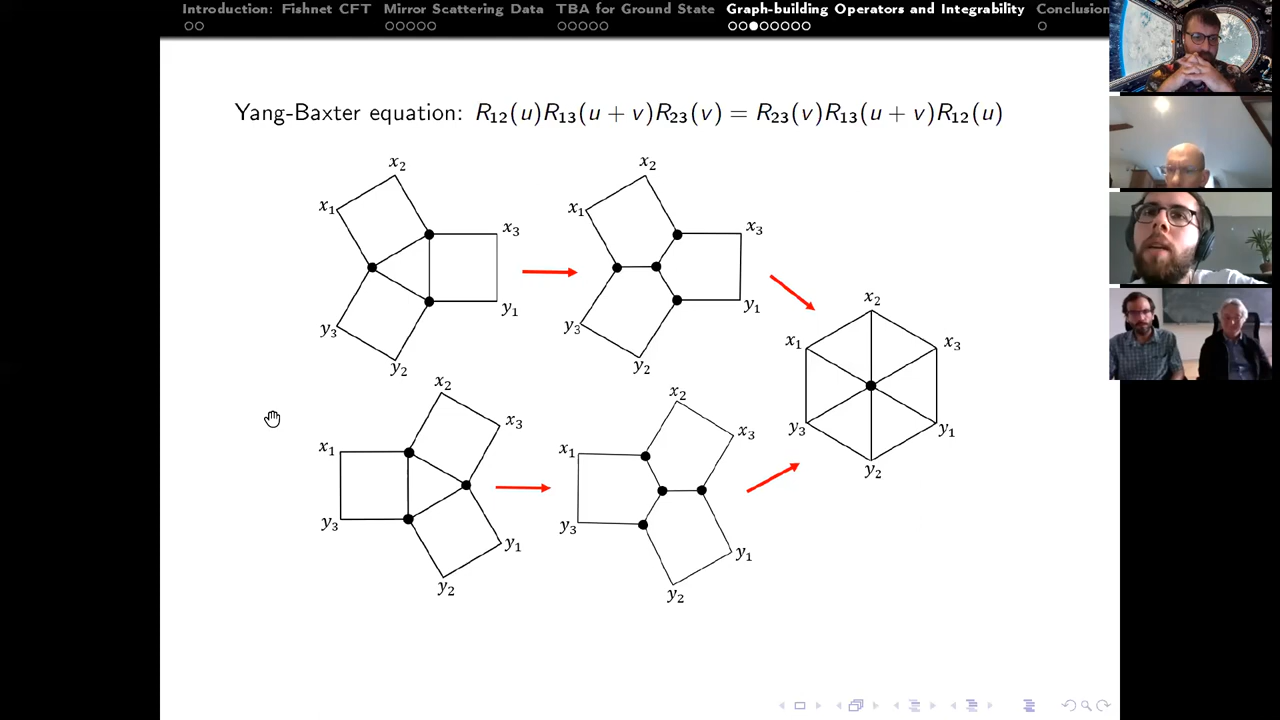 Introduction: Fishnet CFT Mirror Scattering Data TBA for Ground State Graph-building Operators and Integrability Conclusion
Yang-Baxter equation: R₁₂(u)R₁₃(u + v)R₂₃(v) = R₂₃(v)R₁₃(u + v)R₁₂(u)
x₂ x₁ x₃ y₁ y₃ y₂
x₂ x₁ x₃ y₁ y₃ y₂
x₂ x₁ x₃ y₃ y₁ y₂
x₂ x₃ x₁ y₃ y₁ y₂
x₂ x₃ x₁ y₃ y₁ y₂